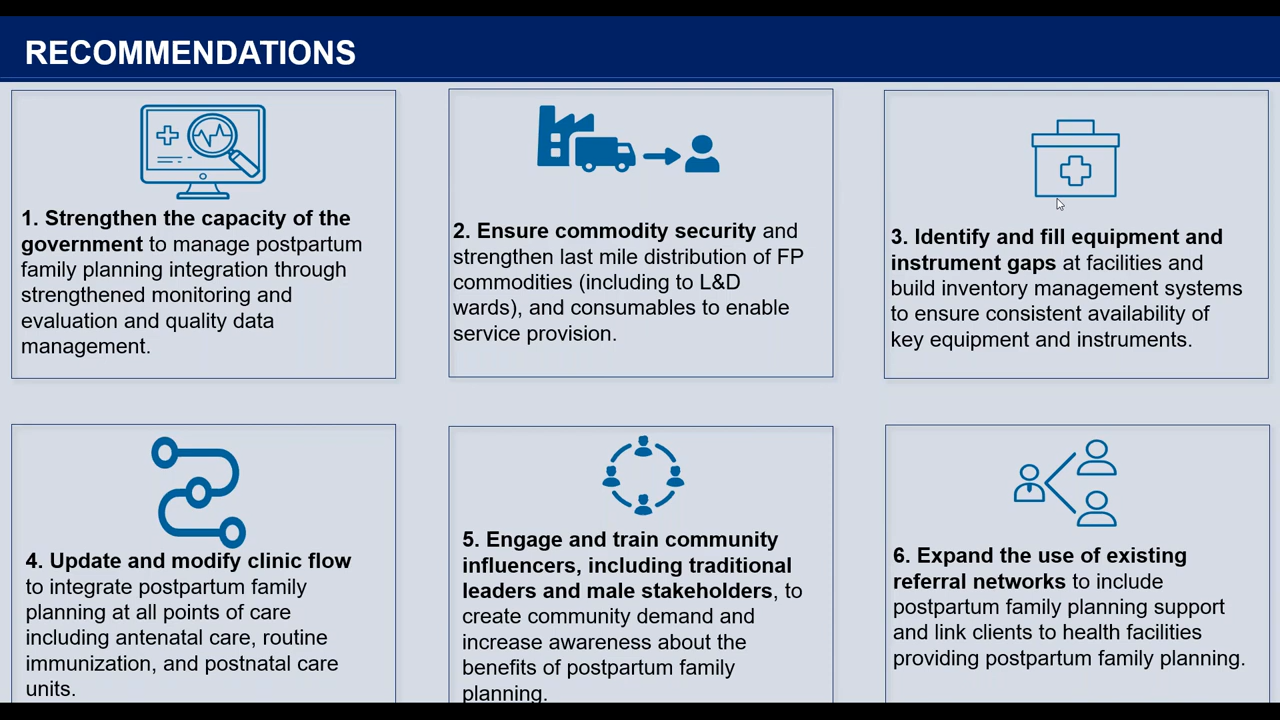 RECOMMENDATIONS
1. Strengthen the capacity of the
government to manage postpartum
family planning integration through
strengthened monitoring and
evaluation and quality data
management.
2. Ensure commodity security and
strengthen last mile distribution of FP
commodities (including to L&D
wards), and consumables to enable
service provision.
3. Identify and fill equipment and
instrument gaps at facilities and
build inventory management systems
to ensure consistent availability of
key equipment and instruments.
4. Update and modify clinic flow
to integrate postpartum family
planning at all points of care
including antenatal care, routine
immunization, and postnatal care
units.
5. Engage and train community
influencers, including traditional
leaders and male stakeholders, to
create community demand and
increase awareness about the
benefits of postpartum family
planning.
6. Expand the use of existing
referral networks to include
postpartum family planning support
and link clients to health facilities
providing postpartum family planning.